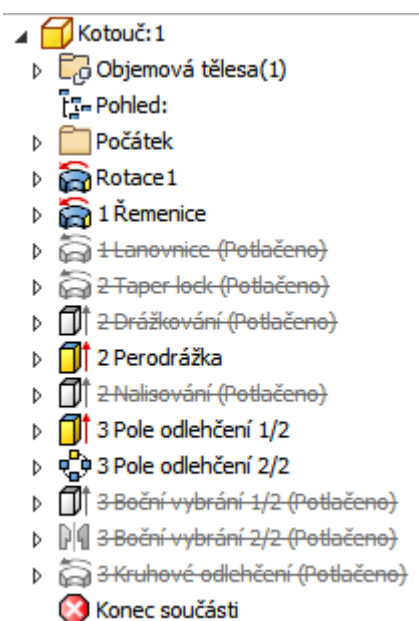 Kotouč:1
Objemová tělesa(1)
Pohled:
Počátek
Rotace1
1 Řemenice
1 Lanovnice (Potlačeno)
2 Taper lock (Potlačeno)
2 Drážkování (Potlačeno)
2 Perodrážka
2 Nalisování (Potlačeno)
3 Pole odlehčení 1/2
3 Pole odlehčení 2/2
3 Boční vybrání 1/2 (Potlačeno)
3 Boční vybrání 2/2 (Potlačeno)
3 Kruhové odlehčení (Potlačeno)
Konec součásti